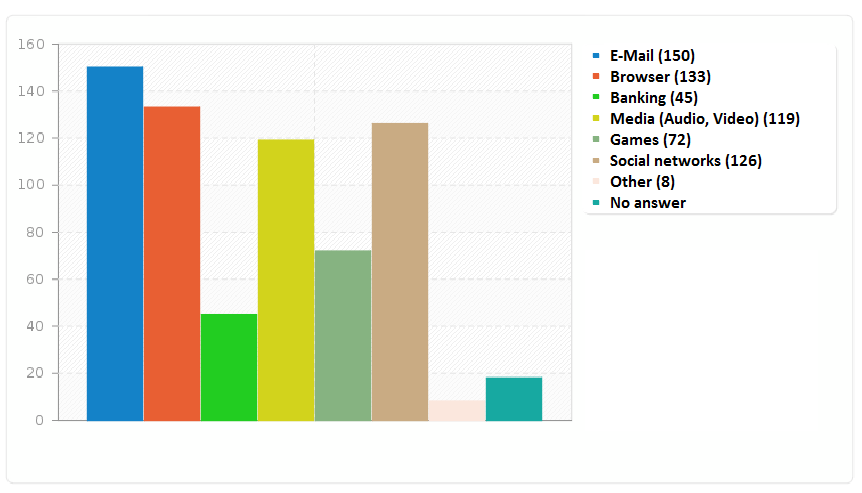 160
140
120
100
80
60
40
20
0
E-Mail (150)
Browser (133)
Banking (45)
Media (Audio, Video) (119)
Games (72)
Social networks (126)
Other (8)
No answer